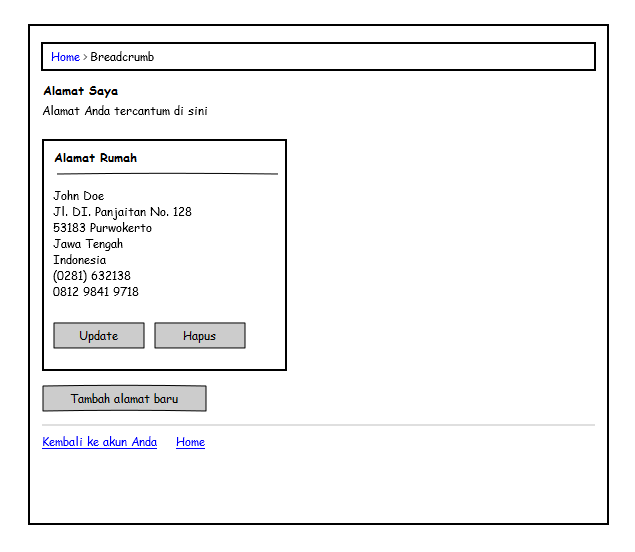 Home > Breadcrumb
Alamat Saya
Alamat Anda tercantum di sini
Alamat Rumah
John Doe
Jl. DI. Panjaitan No. 128
53183 Purwokerto
Jawa Tengah
Indonesia
(0281) 632138
0812 9841 9718
Update Hapus
Tambah alamat baru
Kembali ke akun Anda Home